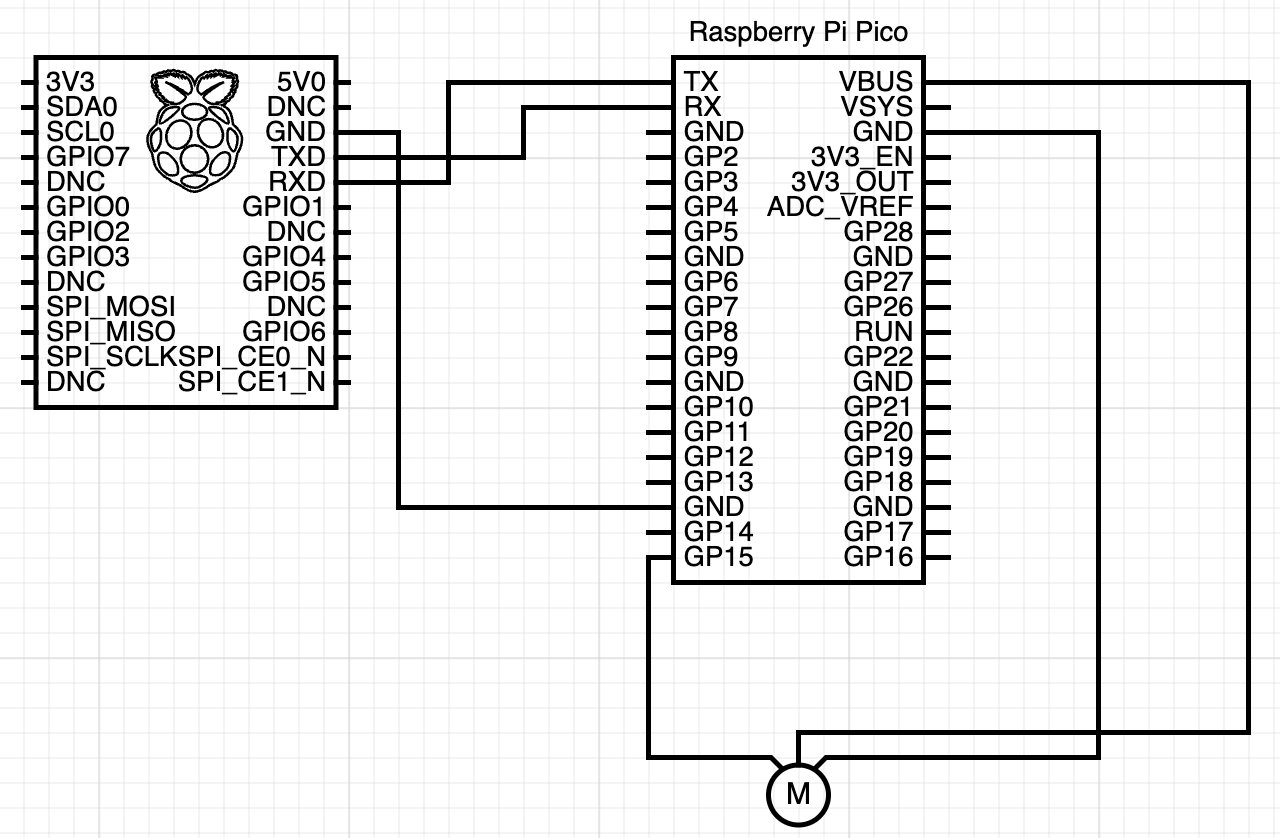 Raspberry Pi Pico
3V3 5V0
SDA0 DNC
SCL0 GND
GPIO7 TXD
DNC RXD
GPIO0 GPIO1
GPIO2 DNC
GPIO3 GPIO4
DNC GPIO5
SPI_MOSI DNC
SPI_MISO GPIO6
SPI_SCLK SPI_CE0_N
DNC SPI_CE1_N
TX VBUS
RX VSYS
GND GND
GP2 3V3_EN
GP3 3V3_OUT
GP4 ADC_VREF
GP5 GP28
GND GND
GP6 GP27
GP7 GP26
GP8 RUN
GP9 GP22
GND GND
GP10 GP21
GP11 GP20
GP12 GP19
GP13 GP18
GND GND
GP14 GP17
GP15 GP16
M